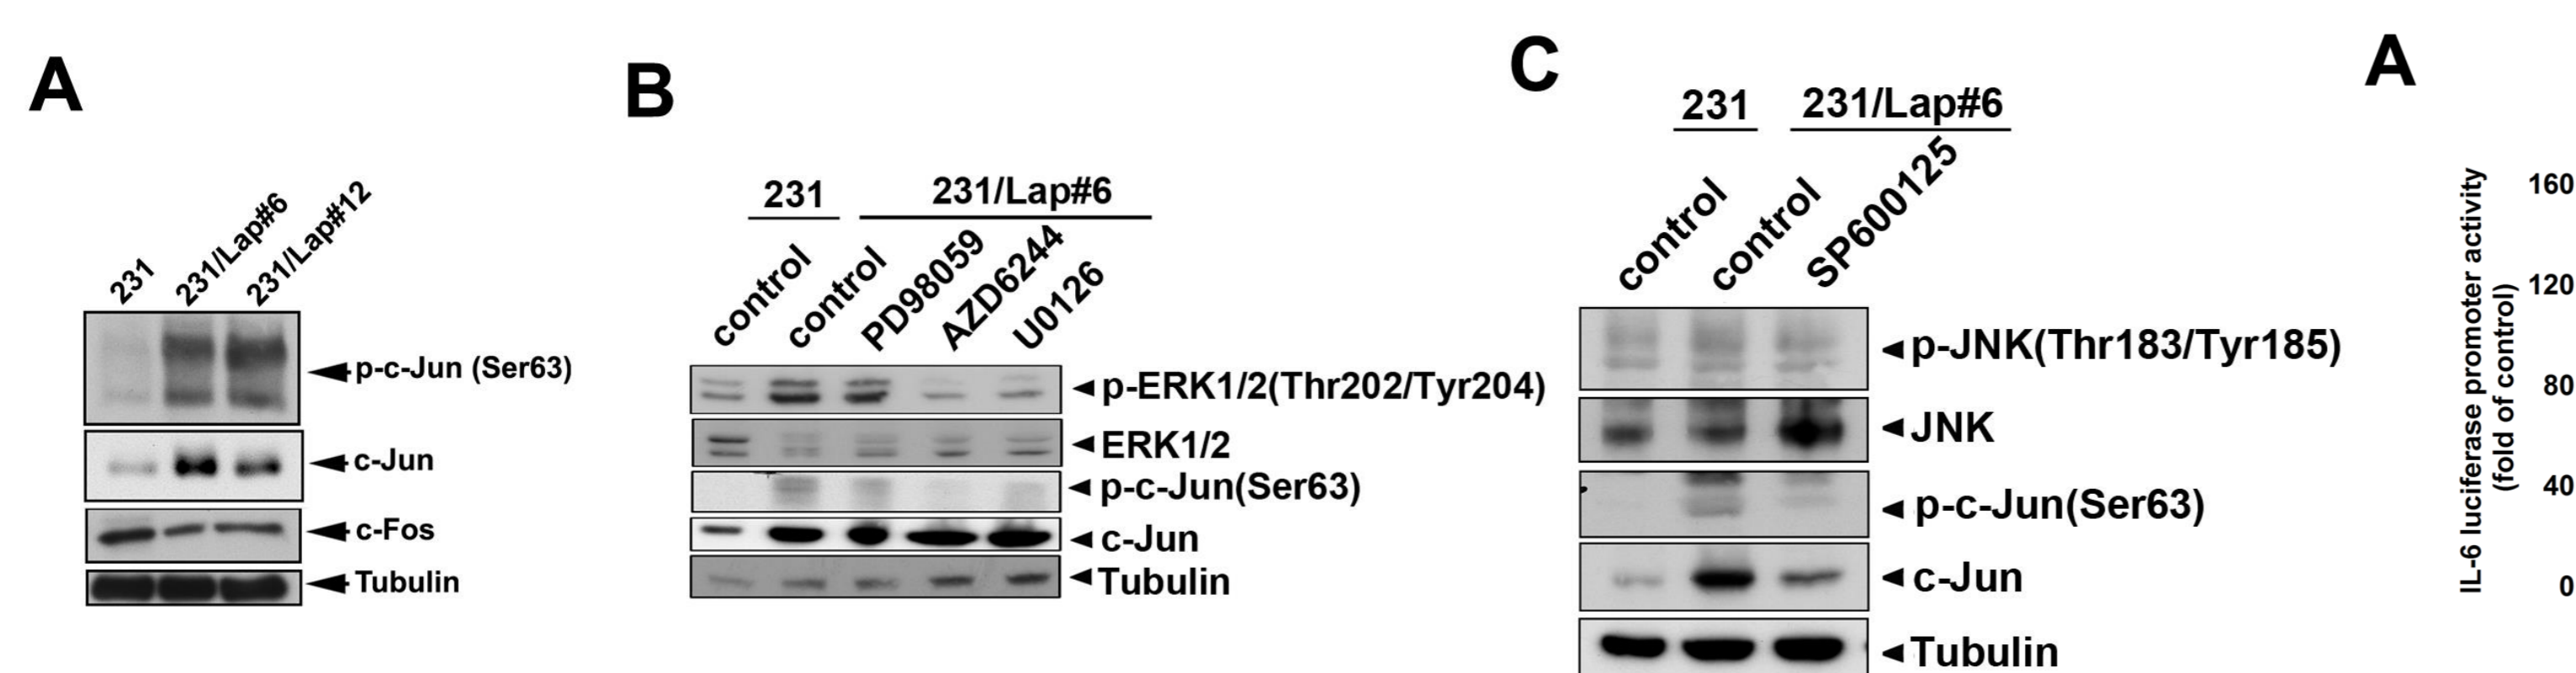 A
231
231/Lap#6
231/Lap#12
p-c-Jun (Ser63)
c-Jun
c-Fos
Tubulin
B
231
231/Lap#6
control
control
PD98059
AZD6244
U0126
p-ERK1/2(Thr202/Tyr204)
ERK1/2
p-c-Jun(Ser63)
c-Jun
Tubulin
C
231
231/Lap#6
control
control
SP600125
p-JNK(Thr183/Tyr185)
JNK
p-c-Jun(Ser63)
c-Jun
Tubulin
A
IL-6 luciferase promoter activity
(fold of control)
160
120
80
40
0